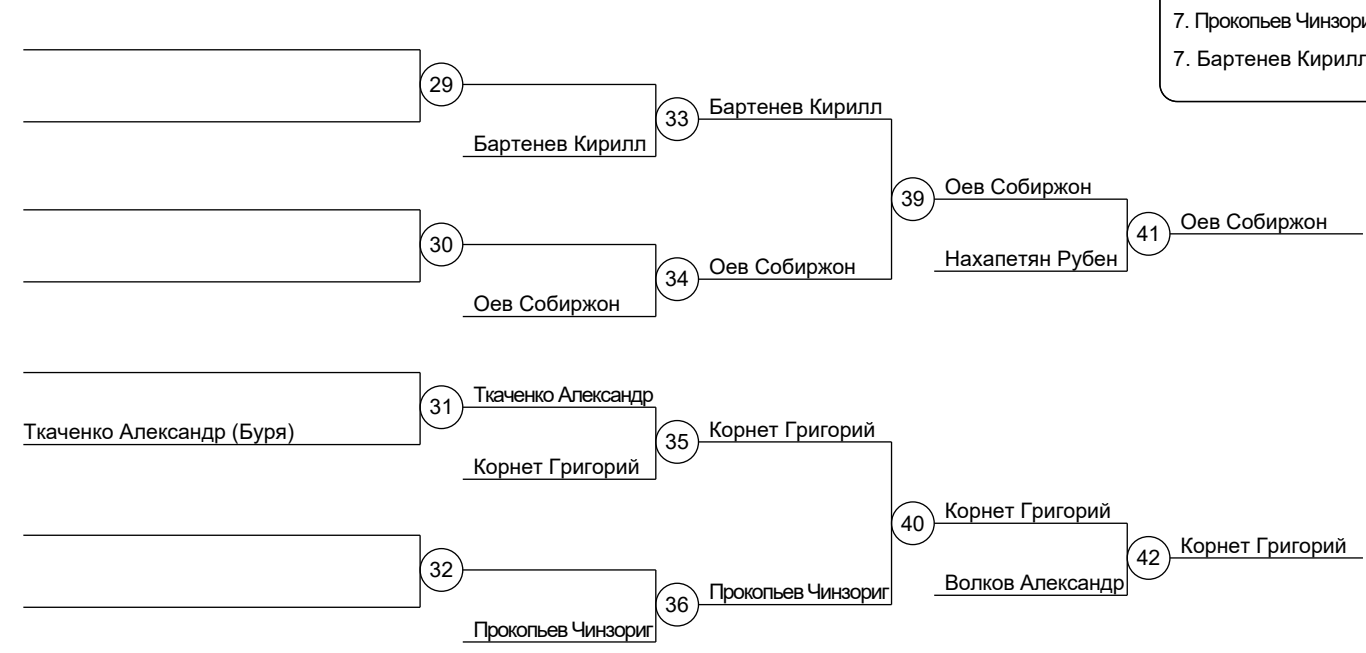 7. Прокопьев Чинзори
7. Бартенев Кирилл
29
33
Бартенев Кирилл
Бартенев Кирилл
39
Оев Собиржон
30
41
Оев Собиржон
34
Оев Собиржон
Нахапетян Рубен
Оев Собиржон
31
Ткаченко Александр
Ткаченко Александр (Буря)
35
Корнет Григорий
Корнет Григорий
40
Корнет Григорий
32
42
Корнет Григорий
36
Прокопьев Чинзориг
Волков Александр
Прокопьев Чинзориг